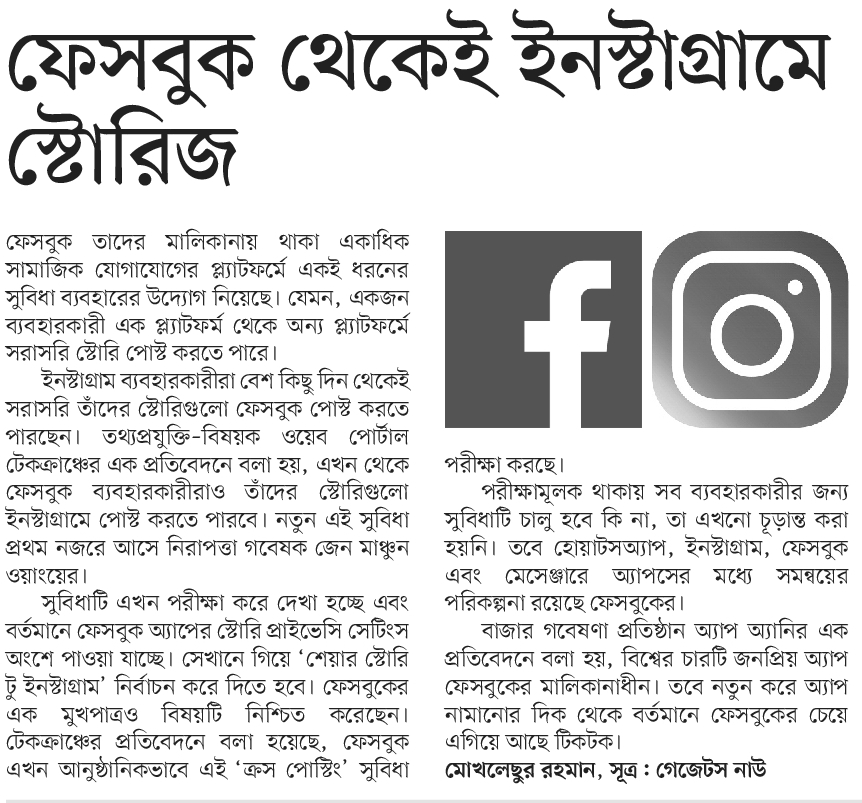 ফেসবুক থেকেই ইনস্টাগ্রামে
স্টোরিজ
ফেসবুক তাদের মালিকানায় থাকা একাধিক
সামাজিক যোগাযোগের প্ল্যাটফর্মে একই ধরনের
সুবিধা ব্যবহারের উদ্যোগ নিয়েছে। যেমন, একজন
ব্যবহারকারী এক প্ল্যাটফর্ম থেকে অন্য প্ল্যাটফর্মে
সরাসরি স্টোরি পোস্ট করতে পারে।
ইনস্টাগ্রাম ব্যবহারকারীরা বেশ কিছু দিন থেকেই
সরাসরি তাঁদের স্টোরিগুলো ফেসবুক পোস্ট করতে
পারছেন। তথ্যপ্রযুক্তি-বিষয়ক ওয়েব পোর্টাল
টেকক্রাঞ্চের এক প্রতিবেদনে বলা হয়, এখন থেকে
ফেসবুক ব্যবহারকারীরাও তাঁদের স্টোরিগুলো
ইনস্টাগ্রামে পোস্ট করতে পারবে। নতুন এই সুবিধা
প্রথম নজরে আসে নিরাপত্তা গবেষক জেন মাঞ্চুন
ওয়াংয়ের।
সুবিধাটি এখন পরীক্ষা করে দেখা হচ্ছে এবং
বর্তমানে ফেসবুক অ্যাপের স্টোরি প্রাইভেসি সেটিংস
অংশে পাওয়া যাচ্ছে। সেখানে গিয়ে ‘শেয়ার স্টোরি
টু ইনস্টাগ্রাম’ নির্বাচন করে দিতে হবে। ফেসবুকের
এক মুখপাত্রও বিষয়টি নিশ্চিত করেছেন।
টেকক্রাঞ্চের প্রতিবেদনে বলা হয়েছে, ফেসবুক
এখন আনুষ্ঠানিকভাবে এই ‘ক্রস পোস্টিং’ সুবিধা
পরীক্ষা করছে।
পরীক্ষামূলক থাকায় সব ব্যবহারকারীর জন্য
সুবিধাটি চালু হবে কি না, তা এখনো চূড়ান্ত করা
হয়নি। তবে হোয়াটসঅ্যাপ, ইনস্টাগ্রাম, ফেসবুক
এবং মেসেঞ্জারে অ্যাপসের মধ্যে সমন্বয়ের
পরিকল্পনা রয়েছে ফেসবুকের।
বাজার গবেষণা প্রতিষ্ঠান অ্যাপ অ্যানির এক
প্রতিবেদনে বলা হয়, বিশ্বের চারটি জনপ্রিয় অ্যাপ
ফেসবুকের মালিকানাধীন। তবে নতুন করে অ্যাপ
নামানোর দিক থেকে বর্তমানে ফেসবুকের চেয়ে
এগিয়ে আছে টিকটক।
মোখলেছুর রহমান, সূত্র : গেজেটস নাউ